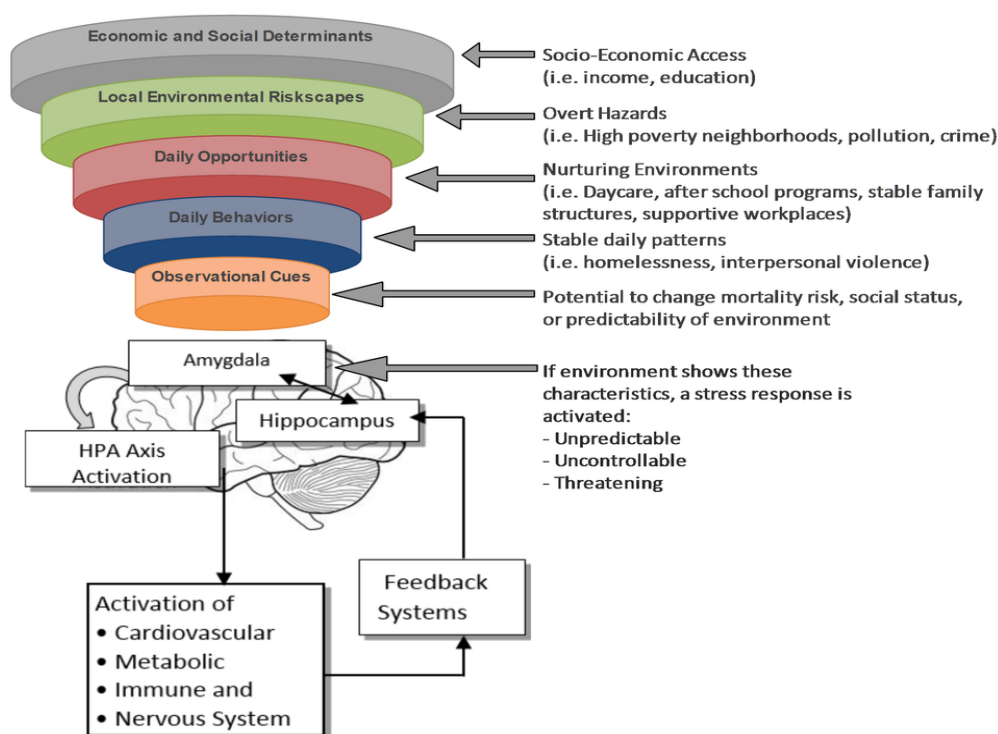 Economic and Social Determinants
Socio-Economic Access
(i.e. income, education)
Local Environmental Riskscapes
Overt Hazards
(i.e. High poverty neighborhoods, pollution, crime)
Daily Opportunities
Nurturing Environments
(i.e. Daycare, after school programs, stable family
structures, supportive workplaces)
Daily Behaviors
Stable daily patterns
(i.e. homelessness, interpersonal violence)
Observational Cues
Potential to change mortality risk, social status,
or predictability of environment
Amygdala
Hippocampus
HPA Axis
Activation
If environment shows these
characteristics, a stress response is
activated:
- Unpredictable
- Uncontrollable
- Threatening
Activation of
• Cardiovascular
• Metabolic
• Immune and
• Nervous System
Feedback
Systems